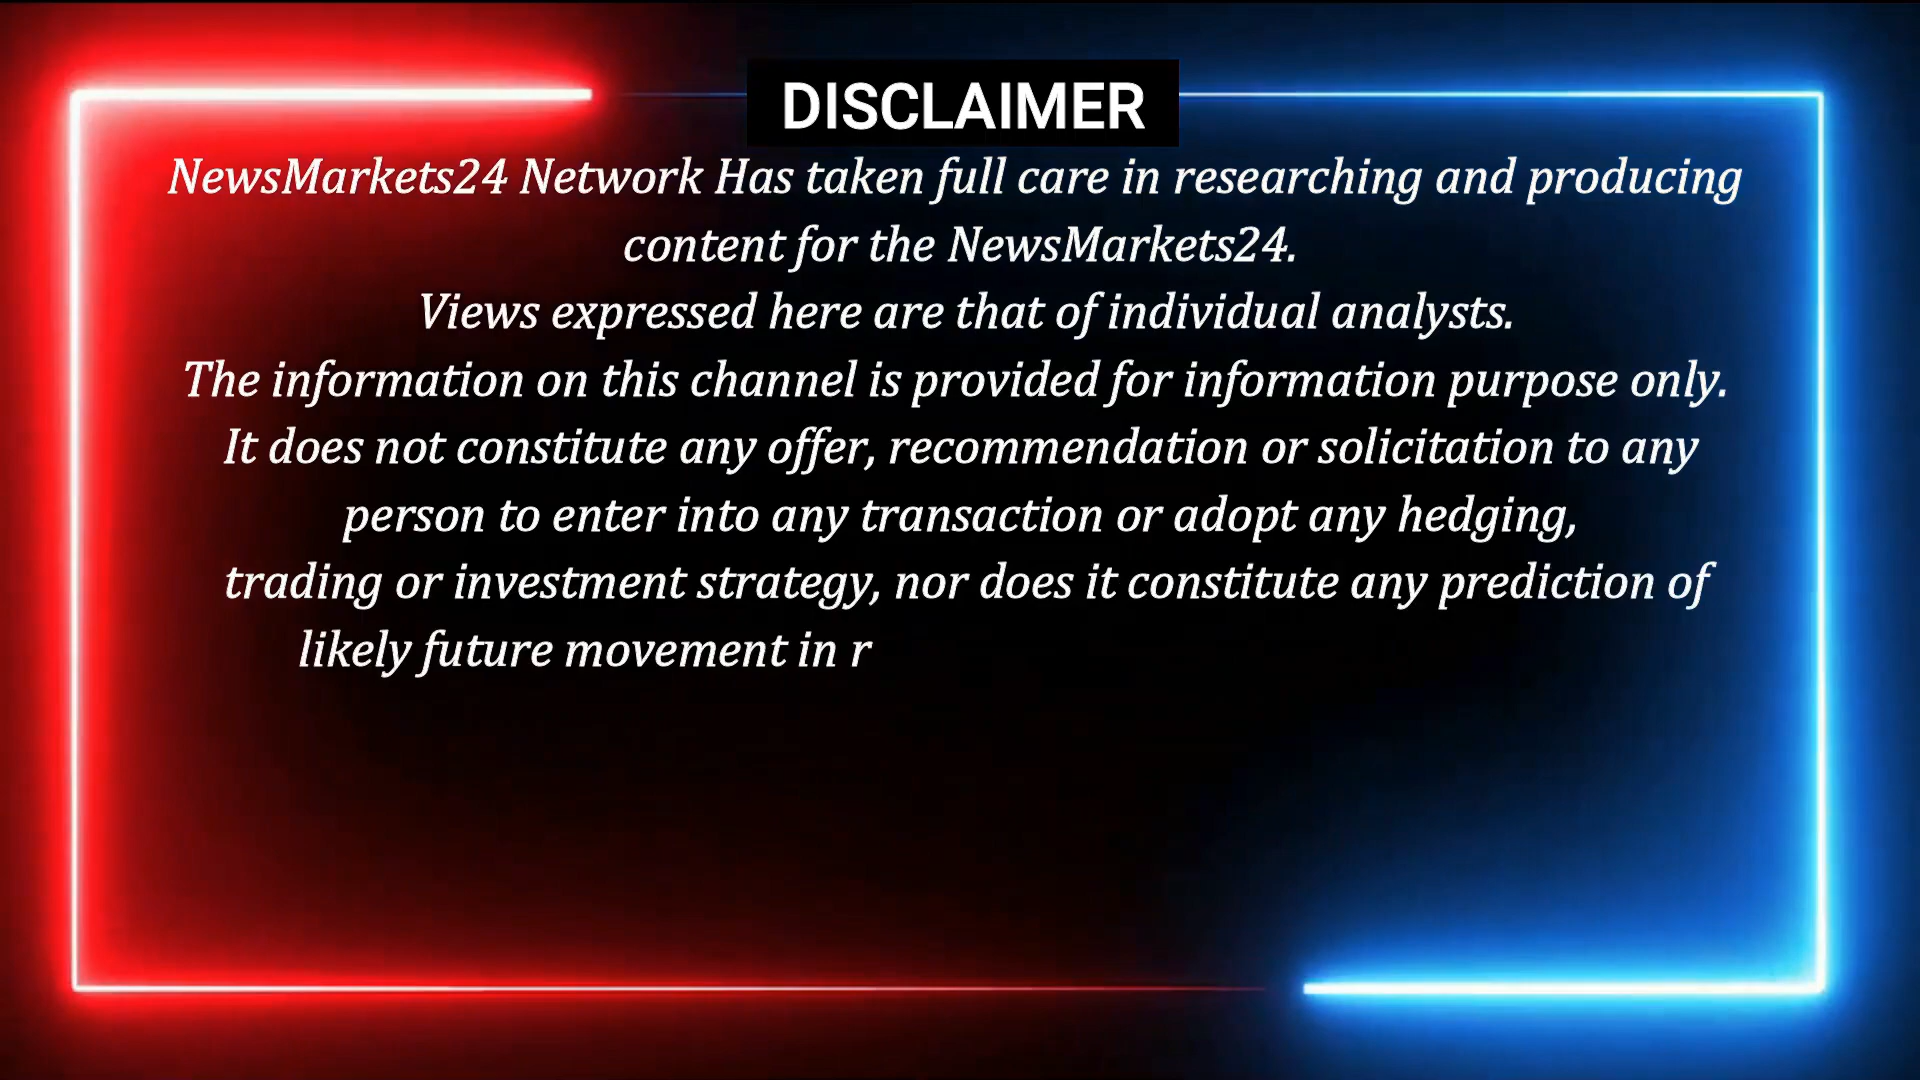 DISCLAIMER
NewsMarkets24 Network Has taken full care in researching and producing
content for the NewsMarkets24.
Views expressed here are that of individual analysts.
The information on this channel is provided for information purpose only.
It does not constitute any offer, recommendation or solicitation to any
person to enter into any transaction or adopt any hedging,
trading or investment strategy, nor does it constitute any prediction of
likely future movement in r